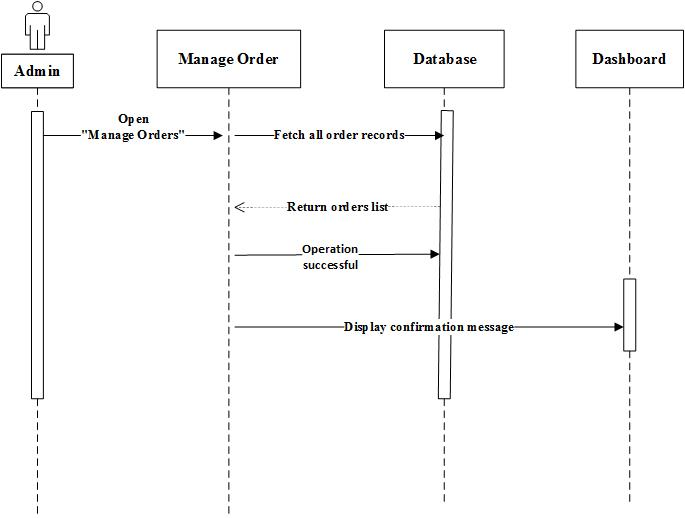 Admin
Manage Order
Database
Dashboard
Open
"Manage Orders"
Fetch all order records
Return orders list
Operation
successful
Display confirmation message